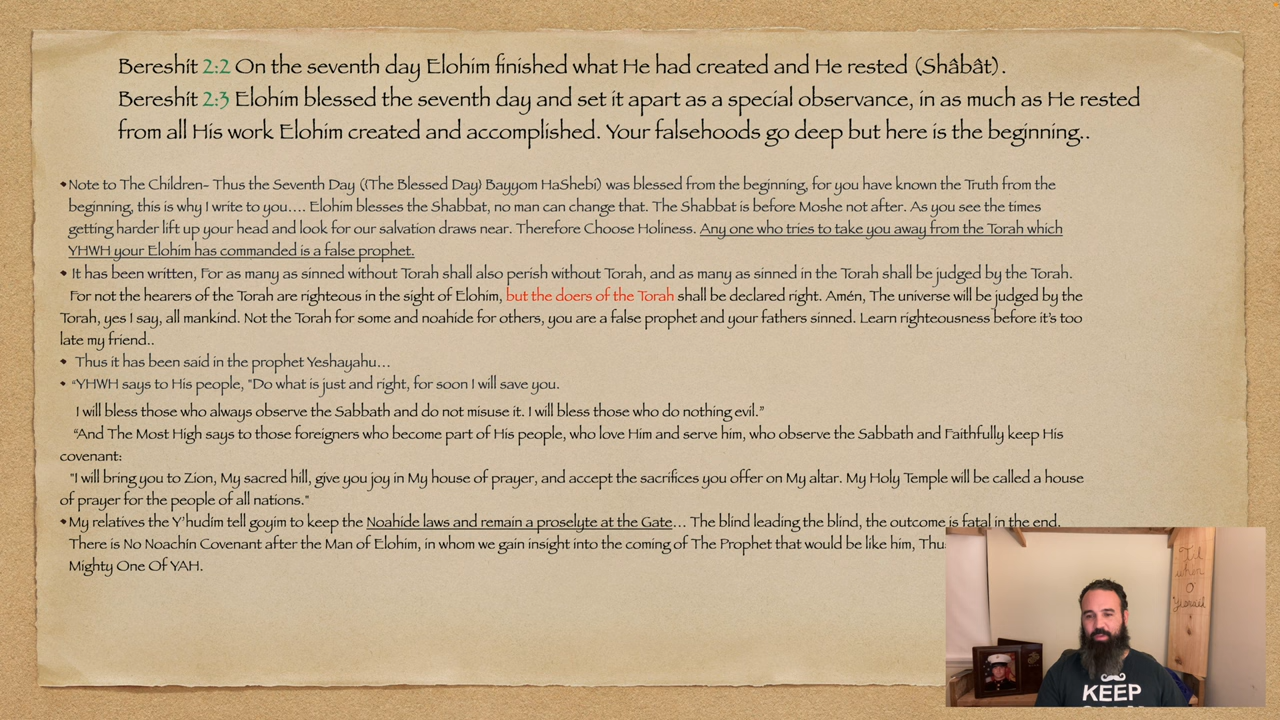 Bereshít 2:2 On the seventh day Elohim finished what He had created and He rested (Shâbât).
Bereshít 2:3 Elohim blessed the seventh day and set it apart as a special observance, in as much as He rested
from all His work Elohim created and accomplished. Your falsehoods go deep but here is the beginning..
•Note to The Children- Thus the Seventh Day ((The Blessed Day) Bayyom HaShebi) was blessed from the beginning, for you have known the Truth from the
beginning, this is why I write to you…. Elohim blesses the Shabbat, no man can change that. The Shabbat is before Moshe not after. As you see the times
getting harder lift up your head and look for our salvation draws near. Therefore Choose Holiness. Any one who tries to take you away from the Torah which
YHWH your Elohim has commanded is a false prophet.
• It has been written, For as many as sinned without Torah shall also perish without Torah, and as many as sinned in the Torah shall be judged by the Torah.
For not the hearers of the Torah are righteous in the sight of Elohim, but the doers of the Torah shall be declared right. Amén, The universe will be judged by the
Torah, yes I say, all mankind. Not the Torah for some and noahide for others, you are a false prophet and your fathers sinned. Learn righteousness before it's too
late my friend..
• Thus it has been said in the prophet Yeshayahu…
• "YHWH says to His people, "Do what is just and right, for soon I will save you.
I will bless those who always observe the Sabbath and do not misuse it. I will bless those who do nothing evil."
"And The Most High says to those foreigners who become part of His people, who love Him and serve him, who observe the Sabbath and Faithfully keep His
covenant:
"I will bring you to Zion, My sacred hill, give you joy in My house of prayer, and accept the sacrifices you offer on My altar. My Holy Temple will be called a house
of prayer for the people of all nations."
•My relatives the Y'hudím tell goyim to keep the Noahide laws and remain a proselyte at the Gate… The blind leading the blind, the outcome is fatal in the end.
There is No Noachín Covenant after the Man of Elohim, in whom we gain insight into the coming of The Prophet that would be like him, Thu
Mighty One Of YAH.
when
O
KEEP